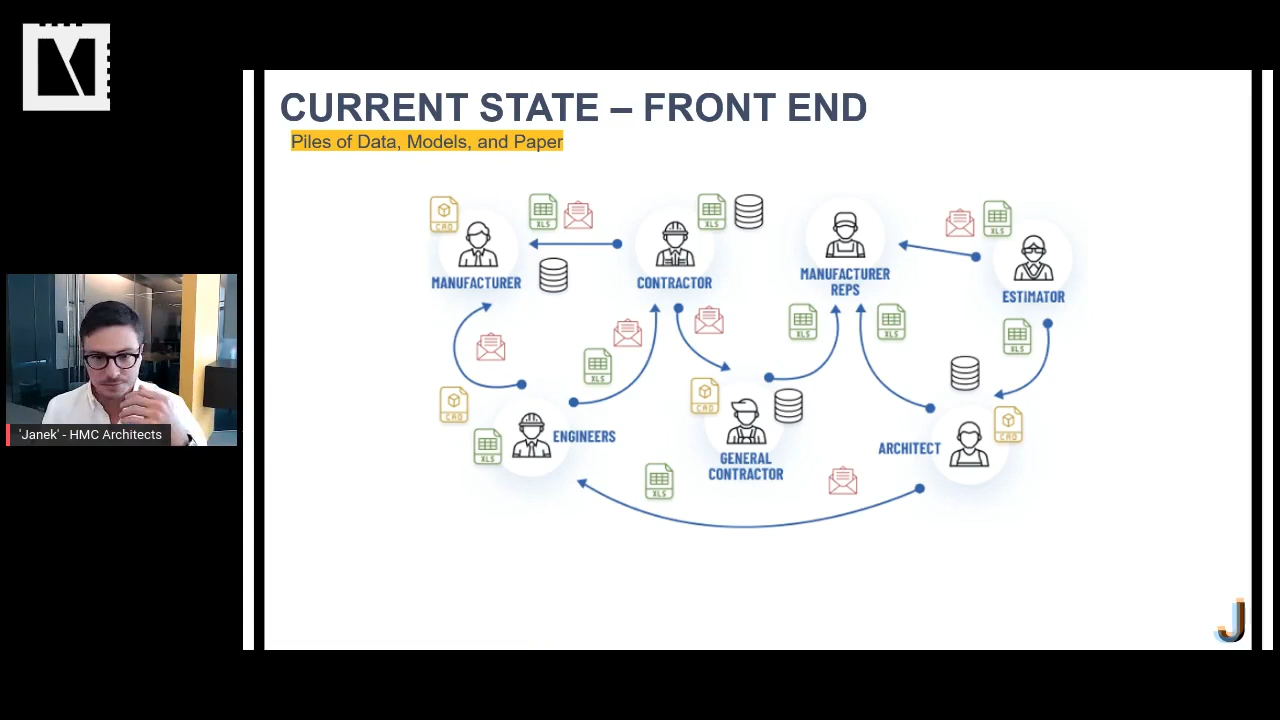 CURRENT STATE – FRONT END
Piles of Data, Models, and Paper
CAD
XLS
XLS
XLS
MANUFACTURER
CONTRACTOR
MANUFACTURER
REPS
ESTIMATOR
XLS
XLS
XLS
XLS
CAD
CAD
CAD
XLS
ENGINEERS
GENERAL
CONTRACTOR
ARCHITECT
XLS
'Janek' - HMC Architects
J